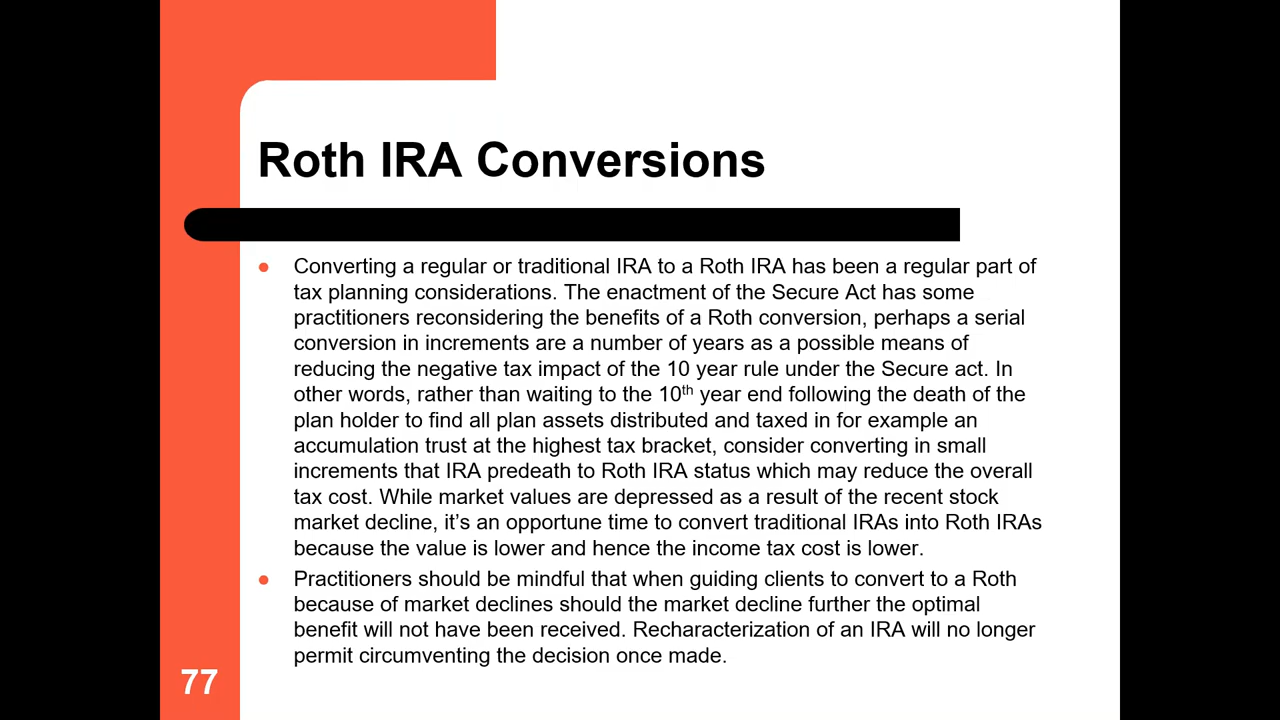 Roth IRA Conversions
Converting a regular or traditional IRA to a Roth IRA has been a regular part of
tax planning considerations. The enactment of the Secure Act has some
practitioners reconsidering the benefits of a Roth conversion, perhaps a serial
conversion in increments are a number of years as a possible means of
reducing the negative tax impact of the 10 year rule under the Secure act. In
other words, rather than waiting to the 10th year end following the death of the
plan holder to find all plan assets distributed and taxed in for example an
accumulation trust at the highest tax bracket, consider converting in small
increments that IRA predeath to Roth IRA status which may reduce the overall
tax cost. While market values are depressed as a result of the recent stock
market decline, it’s an opportune time to convert traditional IRAs into Roth IRAs
because the value is lower and hence the income tax cost is lower.
Practitioners should be mindful that when guiding clients to convert to a Roth
because of market declines should the market decline further the optimal
benefit will not have been received. Recharacterization of an IRA will no longer
permit circumventing the decision once made.
77